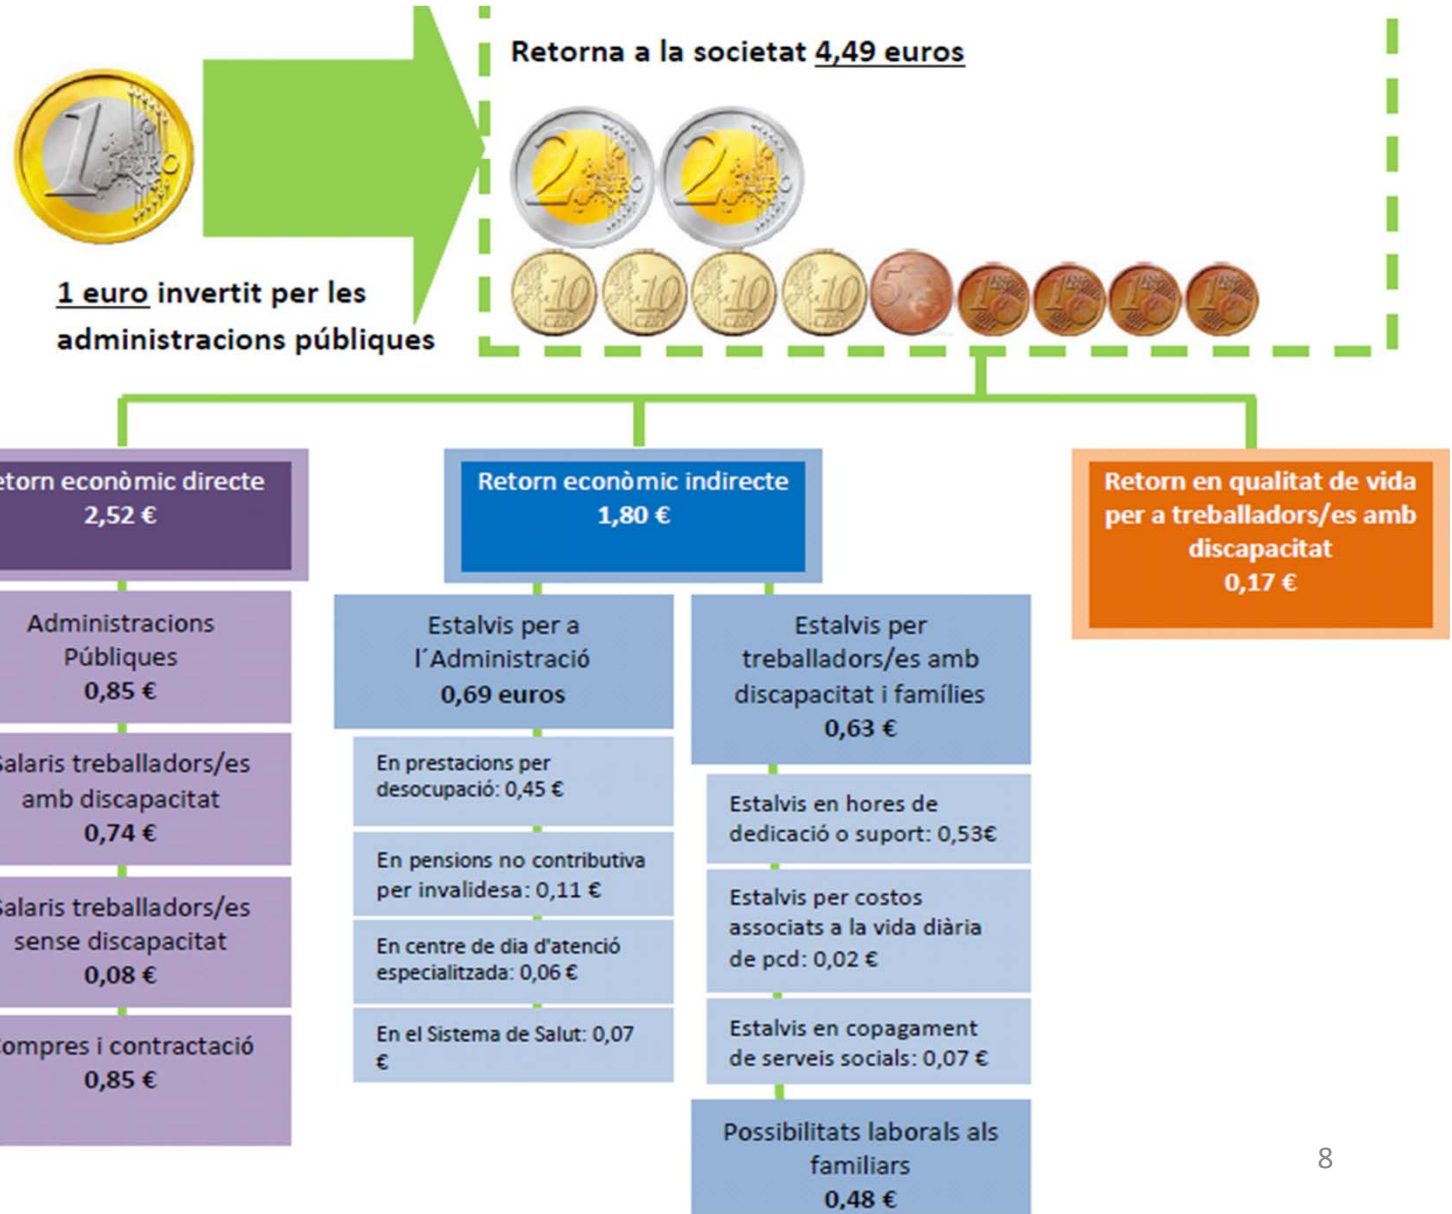 Retorna a la societat 4,49 euros
1 euro invertit per les
administracions públiques
etorn econòmic directe
2,52 €
Administracions
Públiques
0,85 €
Salaris treballadors/es
amb discapacitat
0,74 €
Salaris treballadors/es
sense discapacitat
0,08 €
Compres i contractació
0,85 €
Retorn econòmic indirecte
1,80 €
Estalvis per a
l´Administració
0,69 euros
En prestacions per
desocupació: 0,45 €
En pensions no contributiva
per invalidesa: 0,11 €
En centre de dia d'atenció
especialitzada: 0,06 €
En el Sistema de Salut: 0,07
€
Estalvis per
treballadors/es amb
discapacitat i famílies
0,63 €
Estalvis en hores de
dedicació o suport: 0,53€
Estalvis per costos
associats a la vida diària
de pcd: 0,02 €
Estalvis en copagament
de serveis socials: 0,07 €
Possibilitats laborals als
familiars
0,48 €
Retorn en qualitat de vida
per a treballadors/es amb
discapacitat
0,17 €
8